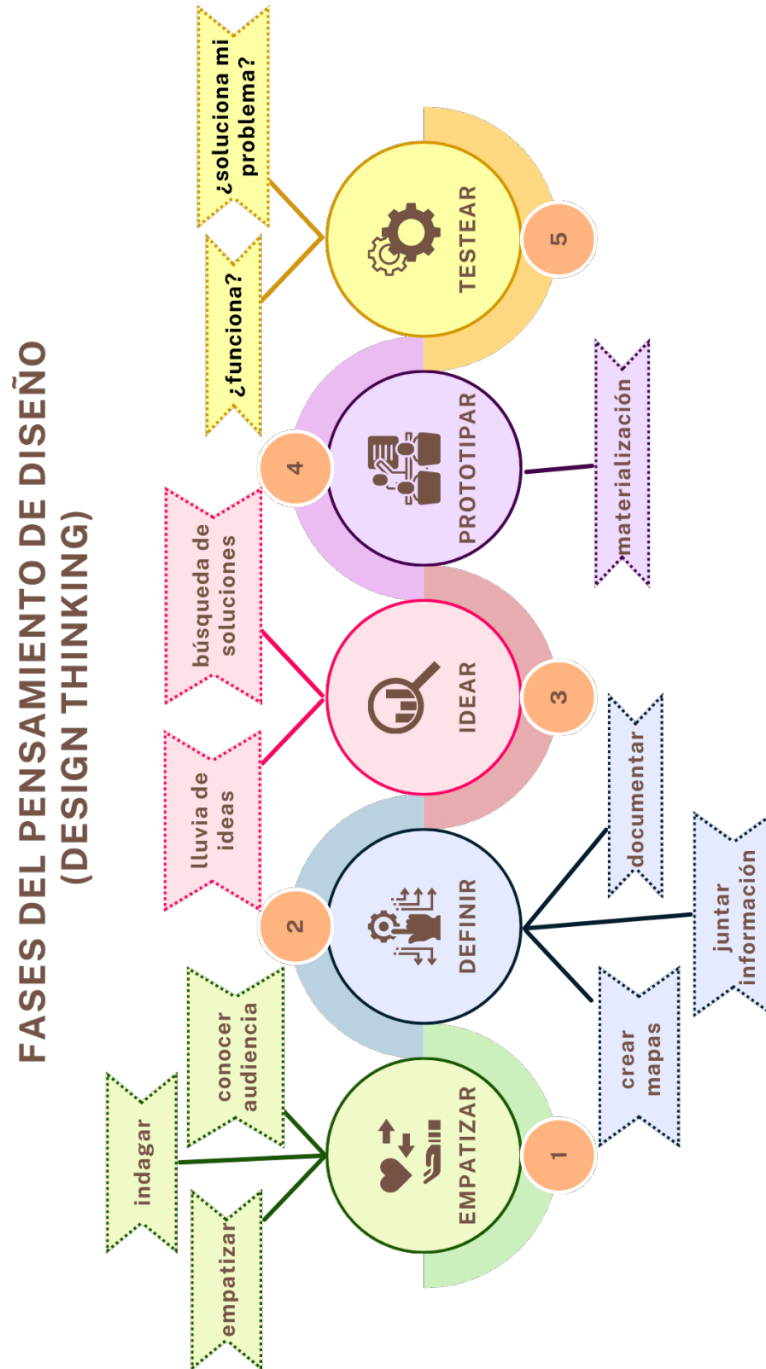 FASES DEL PENSAMIENTO DE DISEÑO
(DESIGN THINKING)
empatizar
indagar
conocer
audiencia
EMPATIZAR
1
2
DEFINIR
crear
mapas
juntar
información
documentar
lluvia de
ideas
búsqueda de
soluciones
IDEAR
3
4
PROTOTIPAR
materialización
¿funciona?
¿soluciona mi
problema?
TESTEAR
5